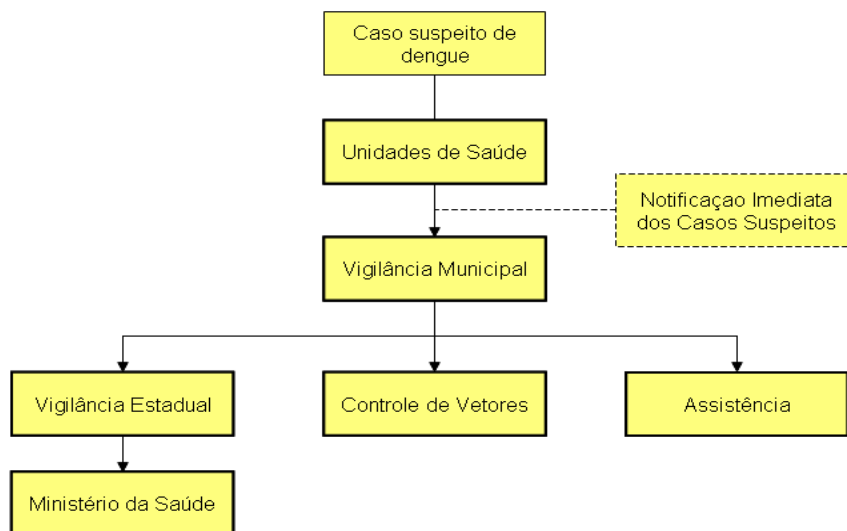 Caso suspeito de
dengue
Unidades de Saúde
Notificaçao Imediata
dos Casos Suspeitos
Vigilância Municipal
Vigilância Estadual
Controle de Vetores
Assistência
Ministério da Saúde